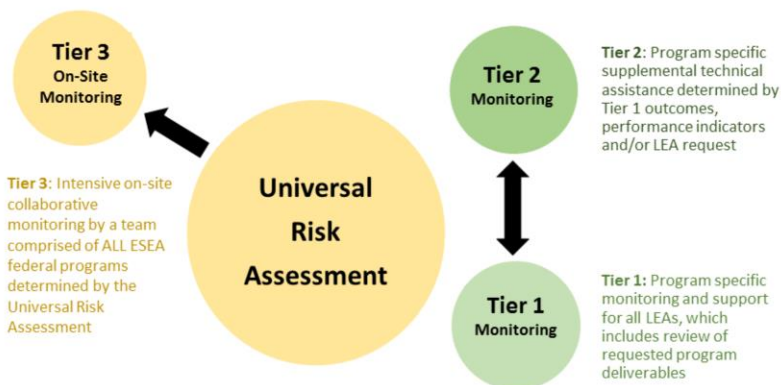 Tier 3
On-Site
Monitoring
Tier 3: Intensive on-site
collaborative
monitoring by a team
comprised of ALL ESEA
federal programs
determined by the
Universal Risk
Assessment
Universal
Risk
Assessment
Tier 2
Monitoring
Tier 2: Program specific
supplemental technical
assistance determined by
Tier 1 outcomes,
performance indicators
and/or LEA request
Tier 1
Monitoring
Tier 1: Program specific
monitoring and support
for all LEAs, which
includes review of
requested program
deliverables